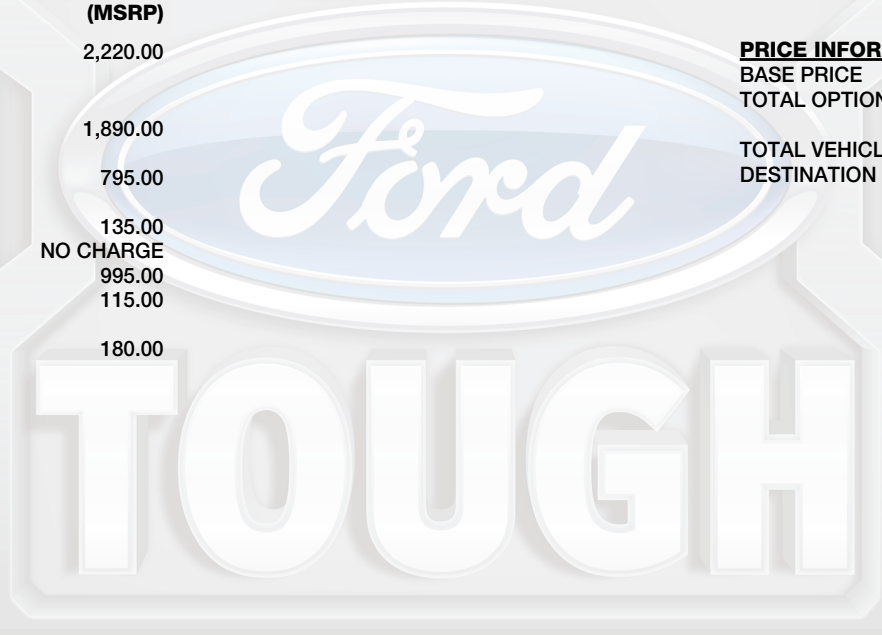 (MSRP)
2,220.00
1,890.00
795.00
135.00
NO CHARGE
995.00
115.00
180.00
PRICE INFOR
BASE PRICE
TOTAL OPTION
TOTAL VEHICL
DESTINATION
Ford
TOUGH